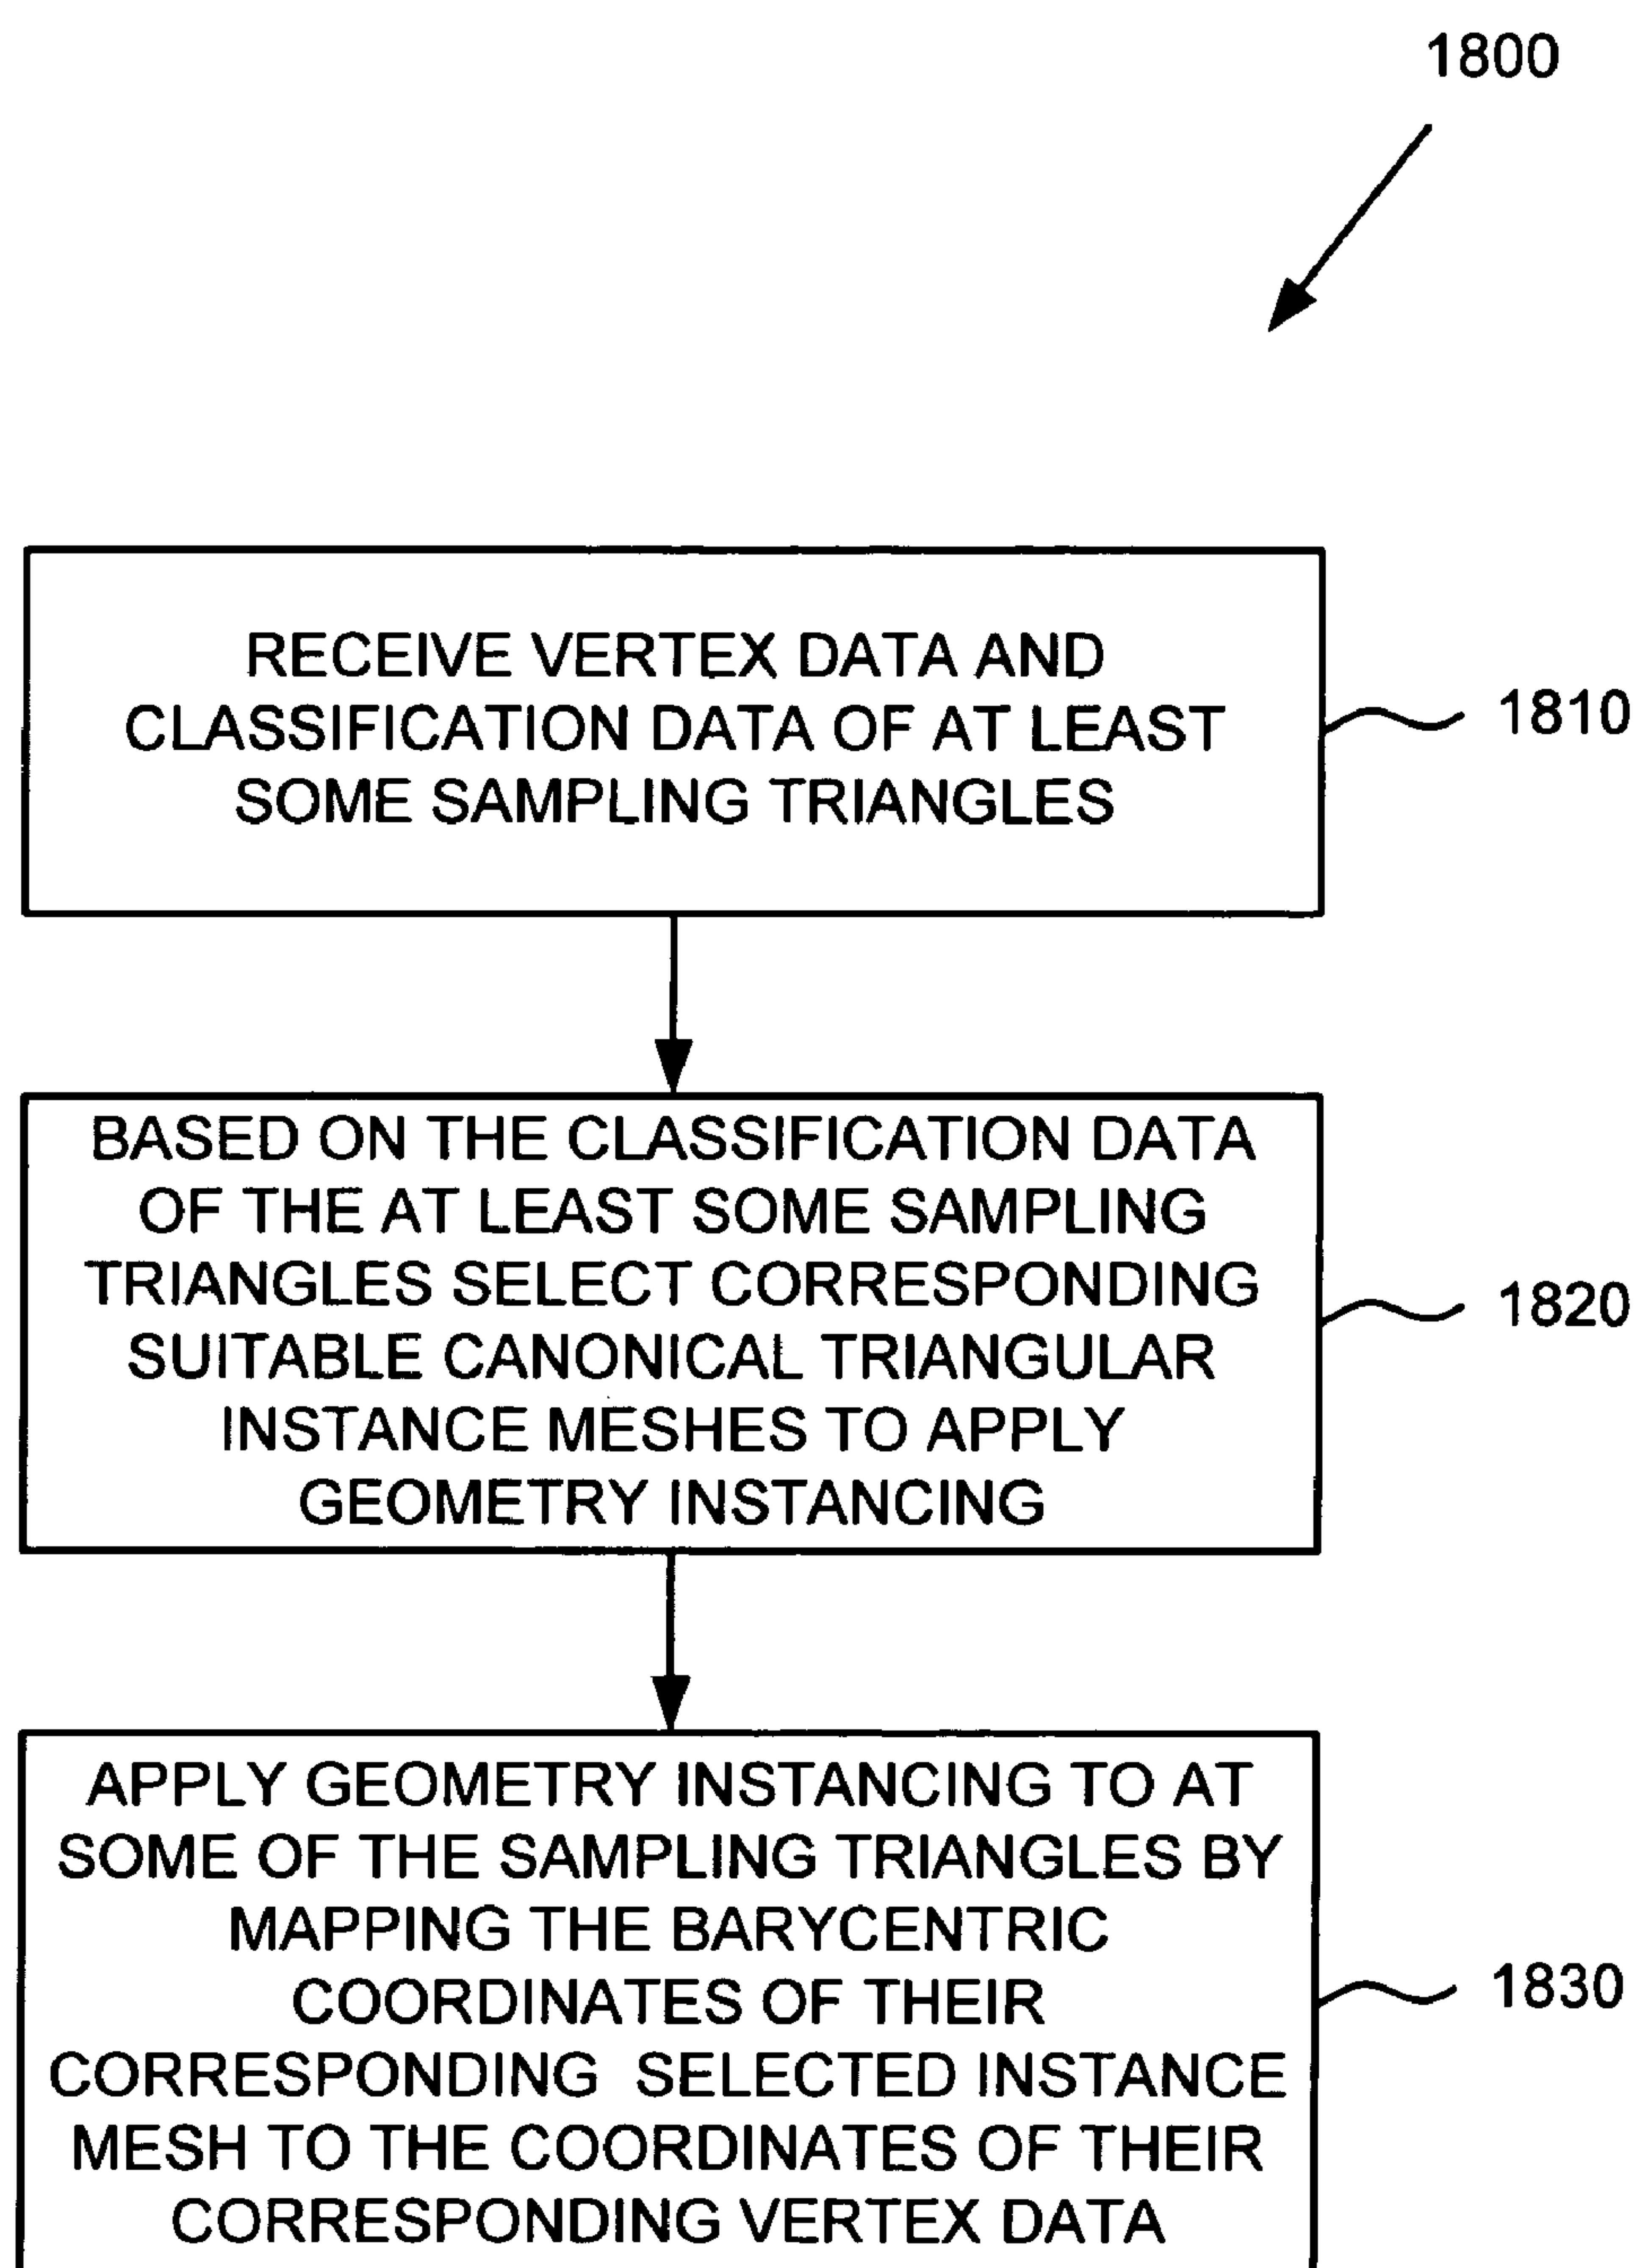 1800
RECEIVE VERTEX DATA AND
CLASSIFICATION DATA OF AT LEAST
SOME SAMPLING TRIANGLES
1810
BASED ON THE CLASSIFICATION DATA
OF THE AT LEAST SOME SAMPLING
TRIANGLES SELECT CORRESPONDING
SUITABLE CANONICAL TRIANGULAR
INSTANCE MESHES TO APPLY
GEOMETRY INSTANCING
1820
APPLY GEOMETRY INSTANCING TO AT
SOME OF THE SAMPLING TRIANGLES BY
MAPPING THE BARYCENTRIC
COORDINATES OF THEIR
CORRESPONDING SELECTED INSTANCE
MESH TO THE COORDINATES OF THEIR
CORRESPONDING VERTEX DATA
1830